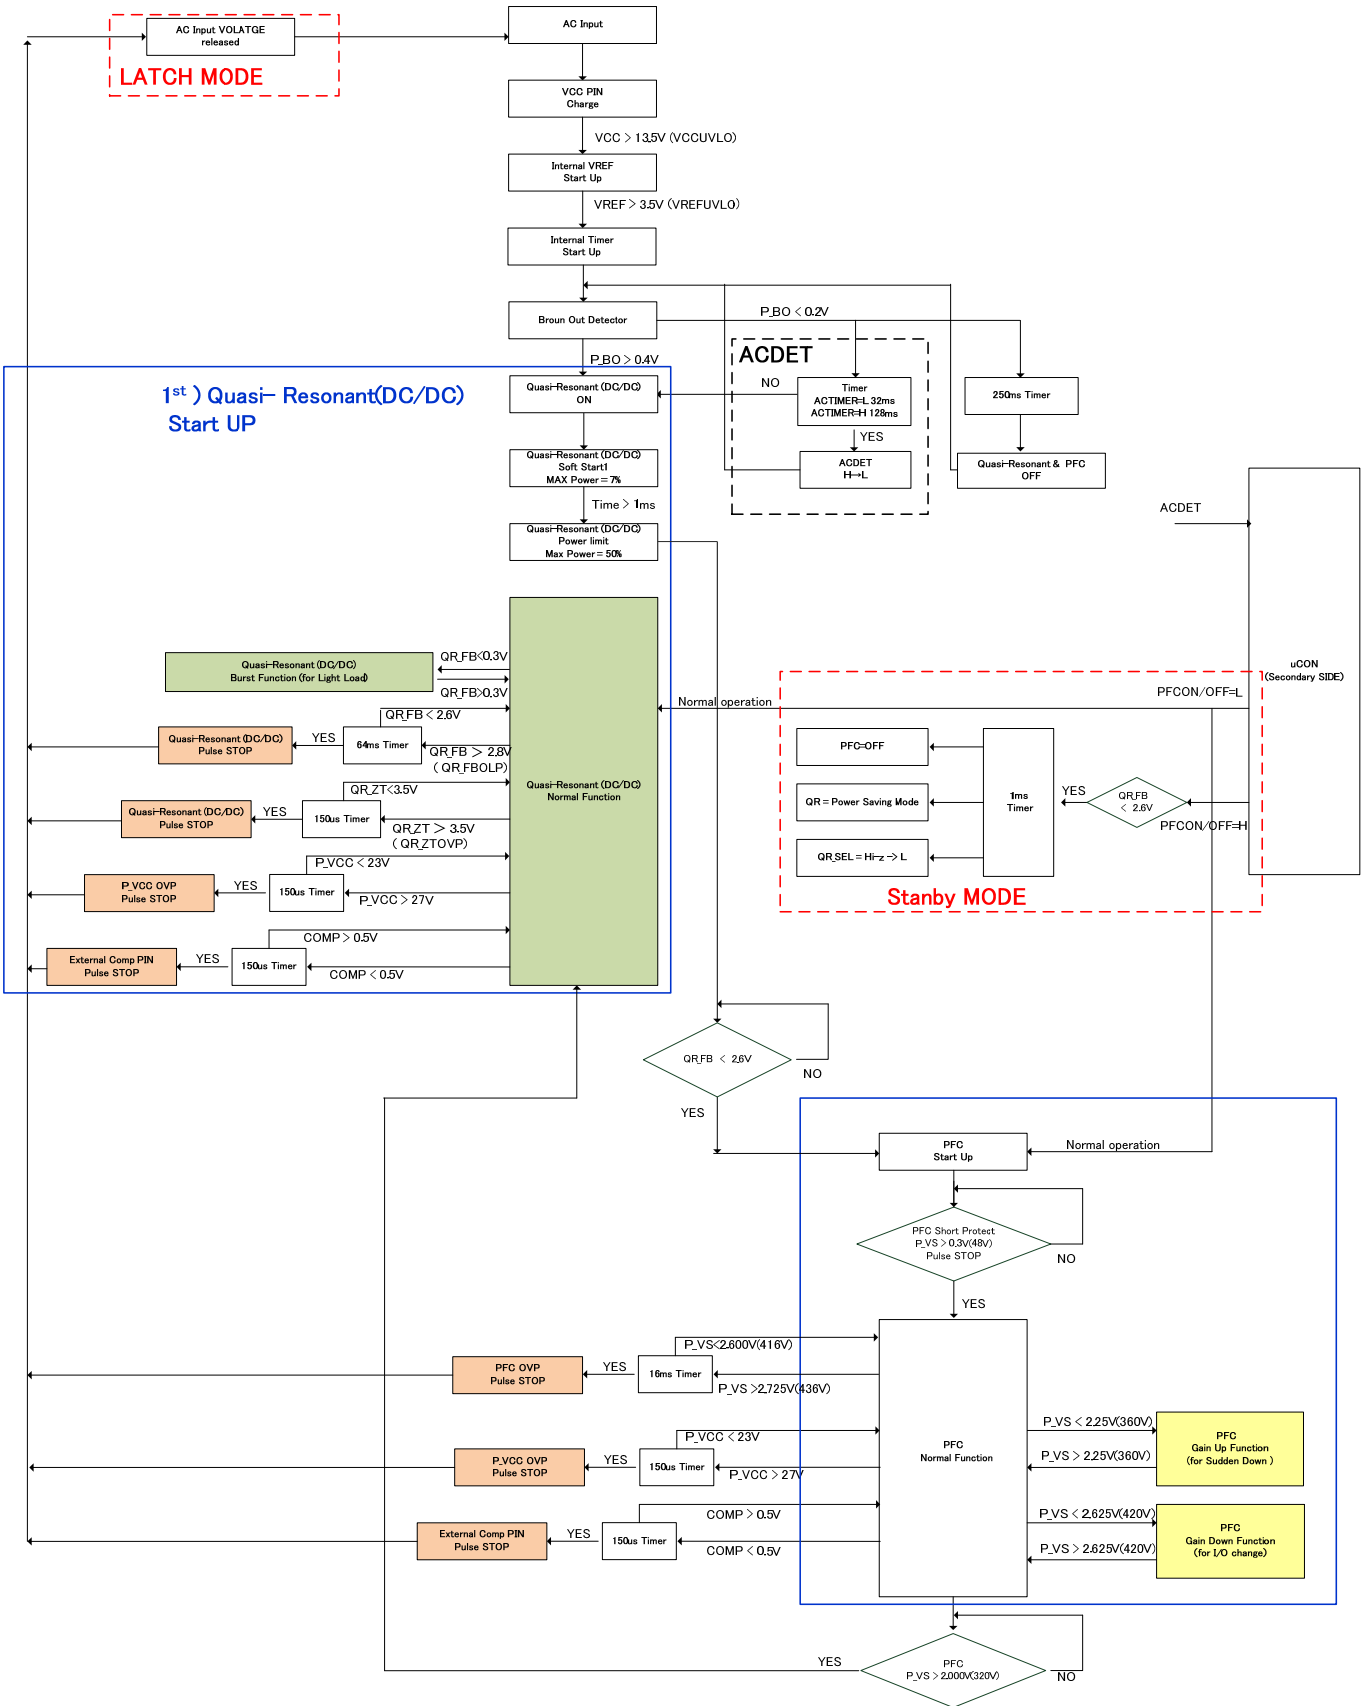 AC Input VOLATGE
released
LATCH MODE
AC Input
VCC PIN
Charge
VCC > 13.5V (VCCUVLO)
Internal VREF
Start Up
VREF > 3.5V (VREFUVLO)
Internal Timer
Start Up
Broun Out Detector
P_BO < 0.2V
P_BO > 0.4V
ACDET
NO
Timer
ACTIMER=L 32ms
ACTIMER=H 128ms
YES
ACDET
H→L
250ms Timer
Quasi-Resonant & PFC
OFF
1st ) Quasi- Resonant(DC/DC)
Start UP
Quasi-Resonant (DC/DC)
ON
Quasi-Resonant (DC/DC)
Soft Start1
MAX Power = 7%
Time > 1ms
Quasi-Resonant (DC/DC)
Power limit
Max Power = 50%
ACDET
uCON
(Secondary SIDE)
Quasi-Resonant (DC/DC)
Burst Function (for Light Load)
QR_FB<0.3V
QR_FB>0.3V
QR_FB < 2.6V
Quasi-Resonant (DC/DC)
Pulse STOP
YES
64ms Timer
QR_FB > 2.8V
( QR_FBOLP)
QR_ZT<3.5V
Quasi-Resonant (DC/DC)
Pulse STOP
YES
150us Timer
QR_ZT > 3.5V
( QR_ZTOVP)
P_VCC < 23V
P_VCC OVP
Pulse STOP
YES
150us Timer
P_VCC > 27V
COMP > 0.5V
External Comp PIN
Pulse STOP
YES
150us Timer
COMP < 0.5V
Quasi-Resonant (DC/DC)
Normal Function
Normal operation
PFCON/OFF=L
PFC=OFF
QR = Power Saving Mode
QR_SEL = Hi-z -> L
1ms
Timer
YES
QR_FB
< 2.6V
PFCON/OFF=H
Stanby MODE
QR_FB < 2.6V
NO
YES
PFC
Start Up
Normal operation
PFC Short Protect
P_VS > 0.3V(48V)
Pulse STOP
NO
YES
P_VS<2.600V(416V)
PFC OVP
Pulse STOP
YES
16ms Timer
P_VS >2.725V(436V)
P_VCC < 23V
P_VCC OVP
Pulse STOP
YES
150us Timer
P_VCC > 27V
COMP > 0.5V
External Comp PIN
Pulse STOP
YES
150us Timer
COMP < 0.5V
PFC
Normal Function
P_VS < 2.25V(360V)
P_VS > 2.25V(360V)
PFC
Gain Up Function
(for Sudden Down )
P_VS < 2.625V(420V)
P_VS > 2.625V(420V)
PFC
Gain Down Function
(for I/O change)
YES
PFC
P_VS > 2.000V(320V)
NO